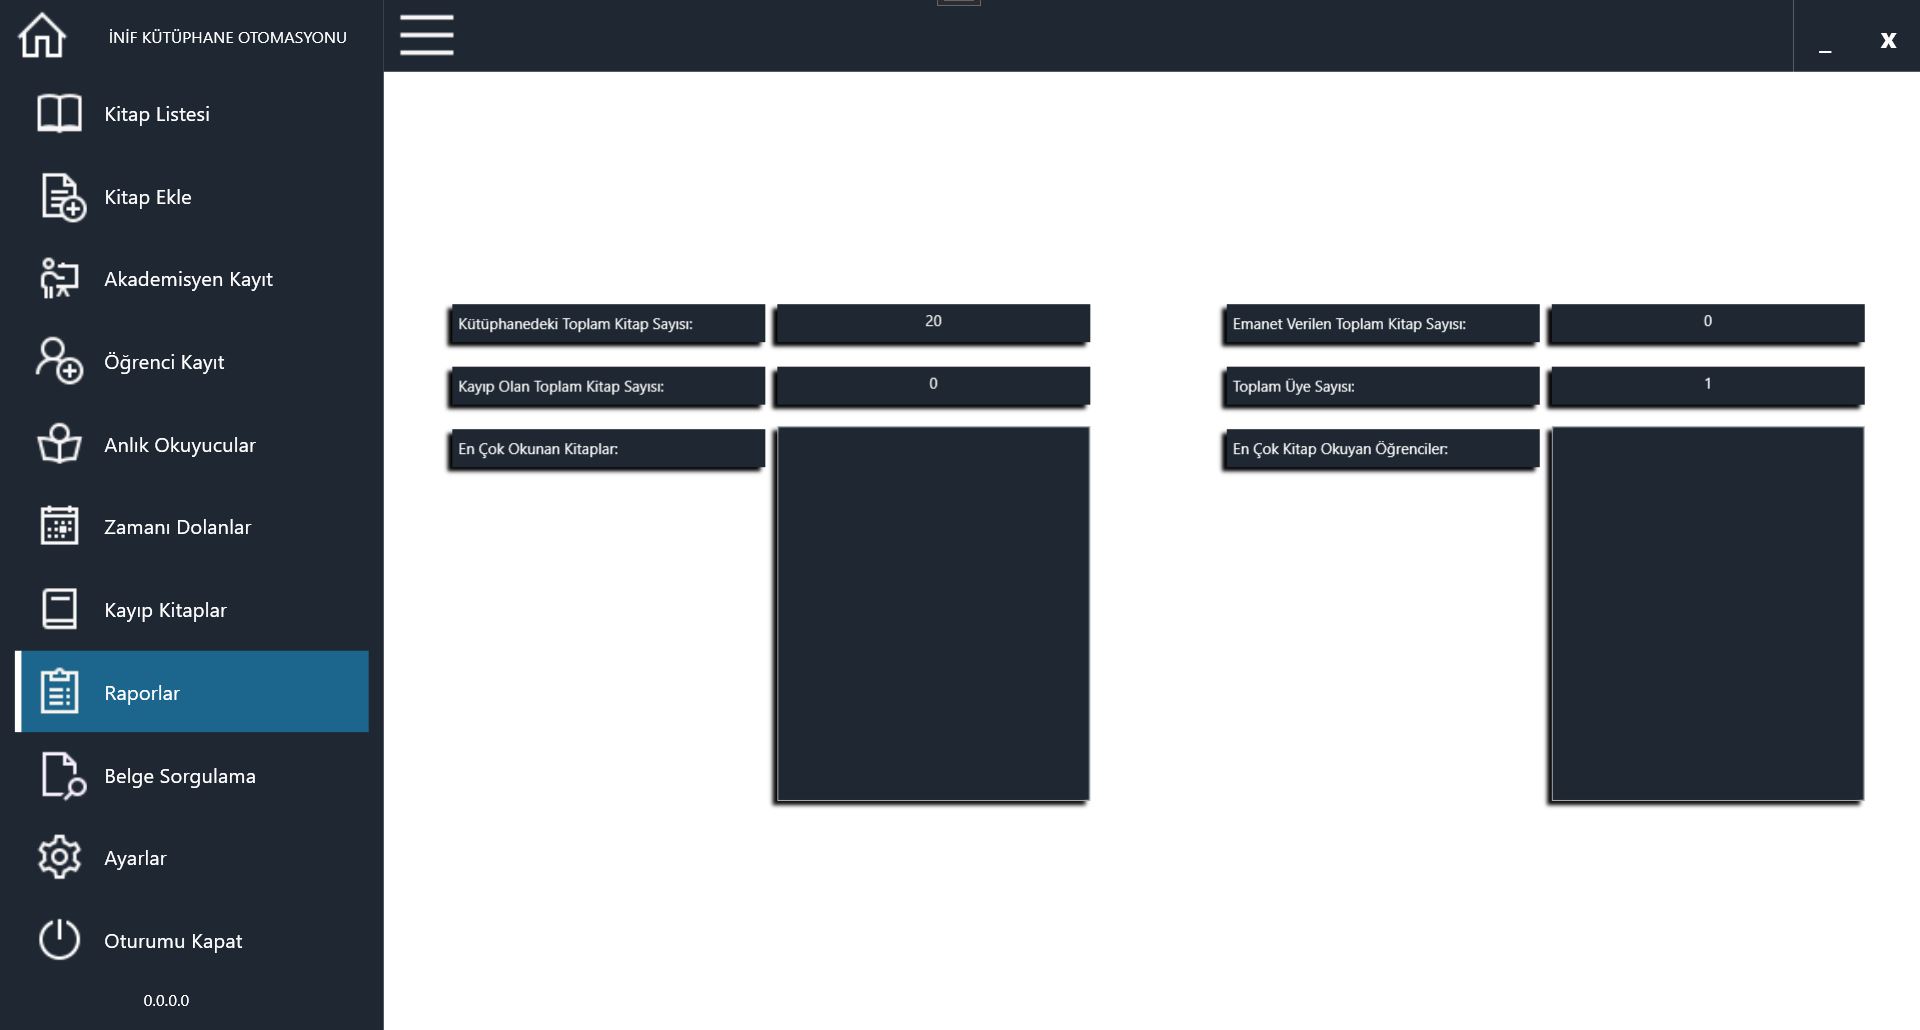 İNİF KÜTÜPHANE OTOMASYONU
_ X
Kitap Listesi
Kitap Ekle
Akademisyen Kayıt
Öğrenci Kayıt
Anlık Okuyucular
Zamanı Dolanlar
Kayıp Kitaplar
Raporlar
Belge Sorgulama
Ayarlar
Oturumu Kapat
0.0.0.0
Kütüphanedeki Toplam Kitap Sayısı: 20
Kayıp Olan Toplam Kitap Sayısı: 0
En Çok Okunan Kitaplar:
Emanet Verilen Toplam Kitap Sayısı: 0
Toplam Üye Sayısı: 1
En Çok Kitap Okuyan Öğrenciler: